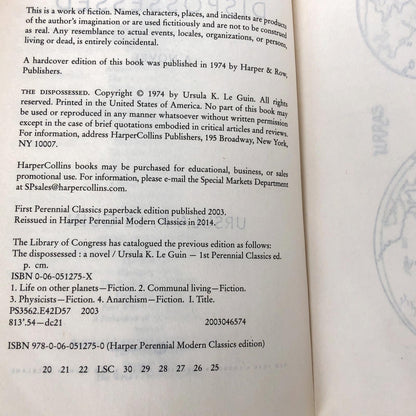 This is a work of fiction. Names, characters, places, and incidents are products
of the author's imagination or are used fictitiously and are not to be construed
as real. Any resemblance to actual events, locales, organizations, or persons,
living or dead, is entirely coincidental.
A hardcover edition of this book was published in 1974 by Harper & Row,
Publishers.
THE DISPOSSESSED. Copyright © 1974 by Ursula K. Le Guin. All rights
reserved. Printed in the United States of America. No part of this book may
be used or reproduced in any manner whatsoever without written permission
except in the case of brief quotations embodied in critical articles and reviews.
For information, address HarperCollins Publishers, 195 Broadway, New York,
NY 10007.
HarperCollins books may be purchased for educational, business, or sales
promotional use. For information, please e-mail the Special Markets Department
at SPsales@harpercollins.com.
First Perennial Classics paperback edition published 2003.
Reissued in Harper Perennial Modern Classics in 2014.
The Library of Congress has catalogued the previous edition as follows:
The dispossessed : a novel / Ursula K. Le Guin — 1st Perennial Classics ed.
p. cm.
ISBN 0-06-051275-X
1. Life on other planets—Fiction. 2. Communal living—Fiction.
3. Physicists—Fiction. 4. Anarchism—Fiction. I. Title.
PS3562.E42D57 2003
813'.54—dc21 2003046574
ISBN 978-0-06-051275-0 (Harper Perennial Modern Classics edition)
20 21 22 LSC 30 29 28 27 26 25